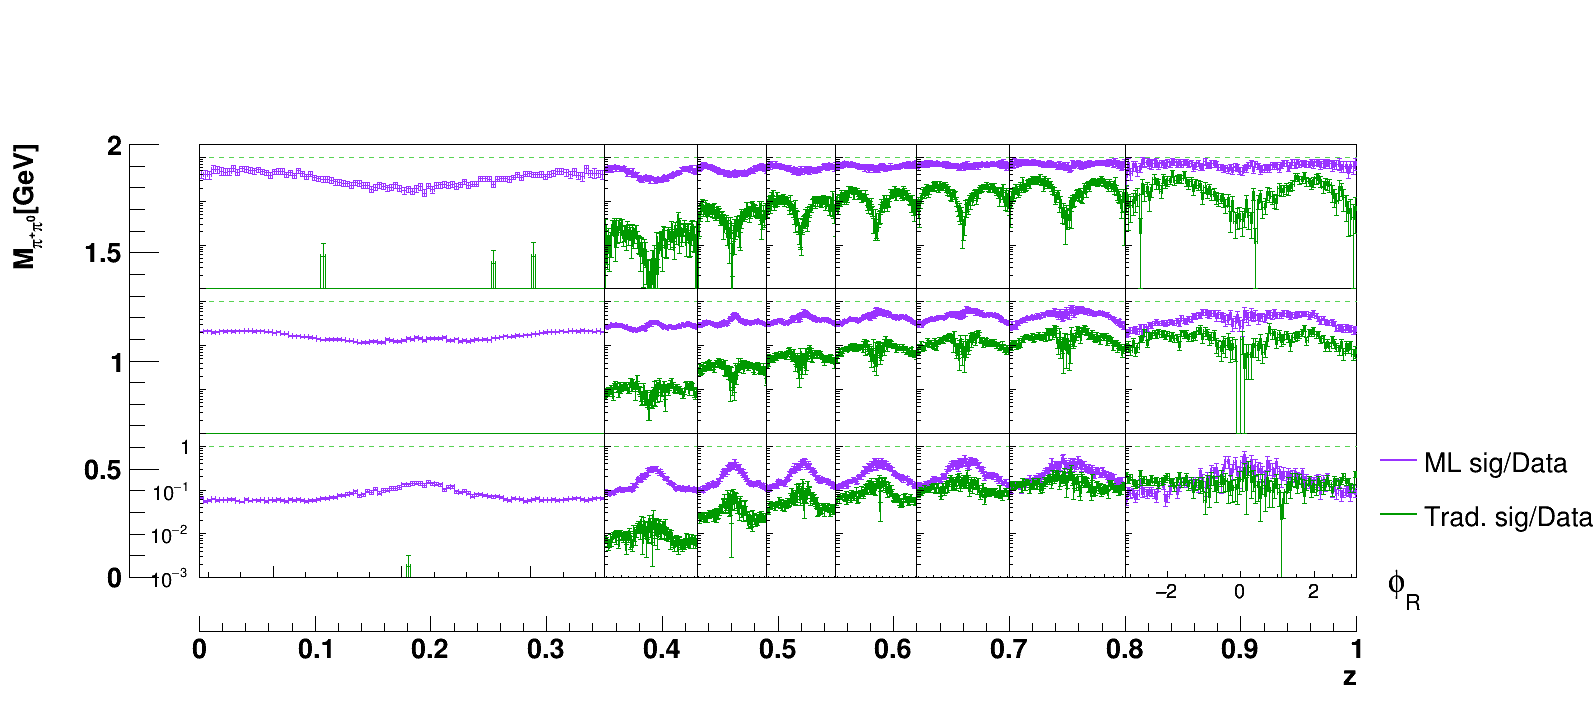 M_{π⁺π⁰}[GeV]
2
1.5
1
0.5
0
1
10⁻¹
10⁻²
10⁻³
−2 0 2
ϕ_R
ML sig/Data
Trad. sig/Data
0 0.1 0.2 0.3 0.4 0.5 0.6 0.7 0.8 0.9 1
z